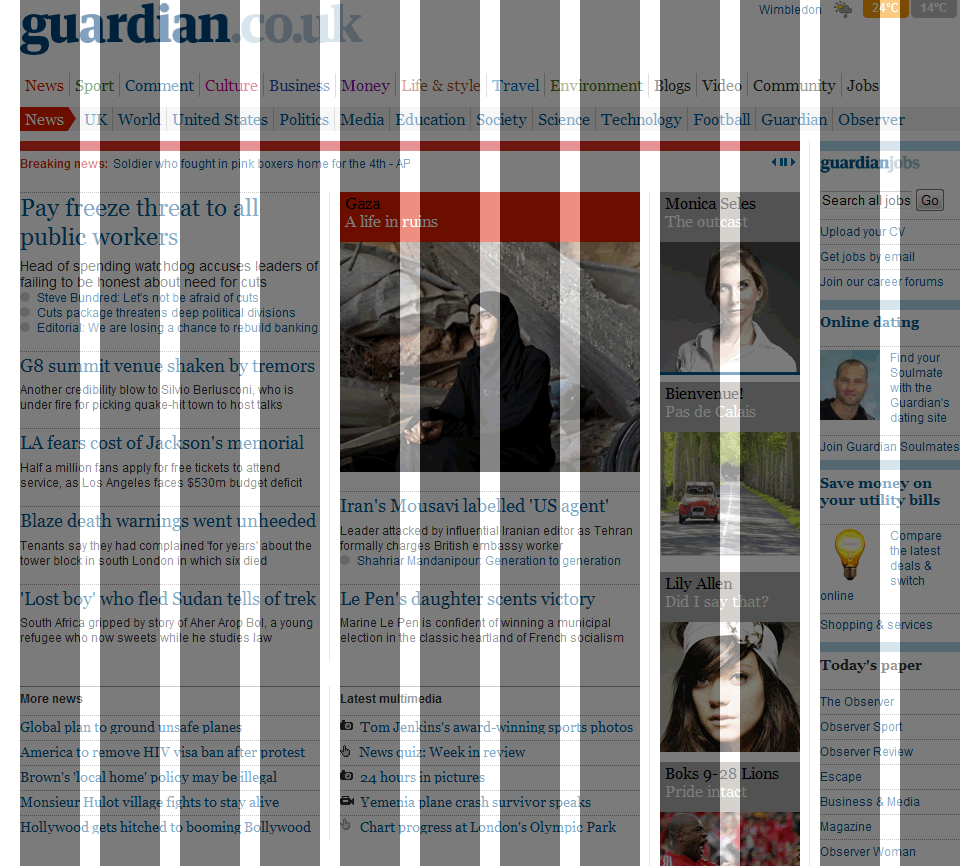 guardian.co.uk
Wimbledon 24°C 14°C
News Sport Comment Culture Business Money Life & style Travel Environment Blogs Video Community Jobs
News UK World United States Politics Media Education Society Science Technology Football Guardian Observer
Breaking news: Soldier who fought in pink boxers home for the 4th - AP
Pay freeze threat to all
public workers
Head of spending watchdog accuses leaders of
failing to be honest about need for cuts
Steve Bundred: Let's not be afraid of cuts
Cuts package threatens deep political divisions
Editorial: We are losing a chance to rebuild banking
G8 summit venue shaken by tremors
Another credibility blow to Silvio Berlusconi, who is
under fire for picking quake-hit town to host talks
LA fears cost of Jackson's memorial
Half a million fans apply for free tickets to attend
service, as Los Angeles faces $530m budget deficit
Blaze death warnings went unheeded
Tenants say they had complained 'for years' about the
tower block in south London in which six died
'Lost boy' who fled Sudan tells of trek
South Africa gripped by story of Aher Arop Bol, a young
refugee who now sweets while he studies law
More news
Global plan to ground unsafe planes
America to remove HIV visa ban after protest
Brown's 'local home' policy may be illegal
Monsieur Hulot village fights to stay alive
Hollywood gets hitched to booming Bollywood
Gaza
A life in ruins
Iran's Mousavi labelled 'US agent'
Leader attacked by influential Iranian editor as Tehran
formally charges British embassy worker
Shahriar Mandanipour: Generation to generation
Le Pen's daughter scents victory
Marine Le Pen is confident of winning a municipal
election in the classic heartland of French socialism
Latest multimedia
Tom Jenkins's award-winning sports photos
News quiz: Week in review
24 hours in pictures
Yemenia plane crash survivor speaks
Chart progress at London's Olympic Park
Monica Seles
The outcast
Bienvenue!
Pas de Calais
Lily Allen
Did I say that?
Boks 9-28 Lions
Pride intact
guardianjobs
Search all jobs Go
Upload your CV
Get jobs by email
Join our career forums
Online dating
Find your
Soulmate
with the
Guardian's
dating site
Join Guardian Soulmates
Save money on
your utility bills
Compare
the latest
deals &
switch
online
Shopping & services
Today's paper
The Observer
Observer Sport
Observer Review
Escape
Business & Media
Magazine
Observer Woman